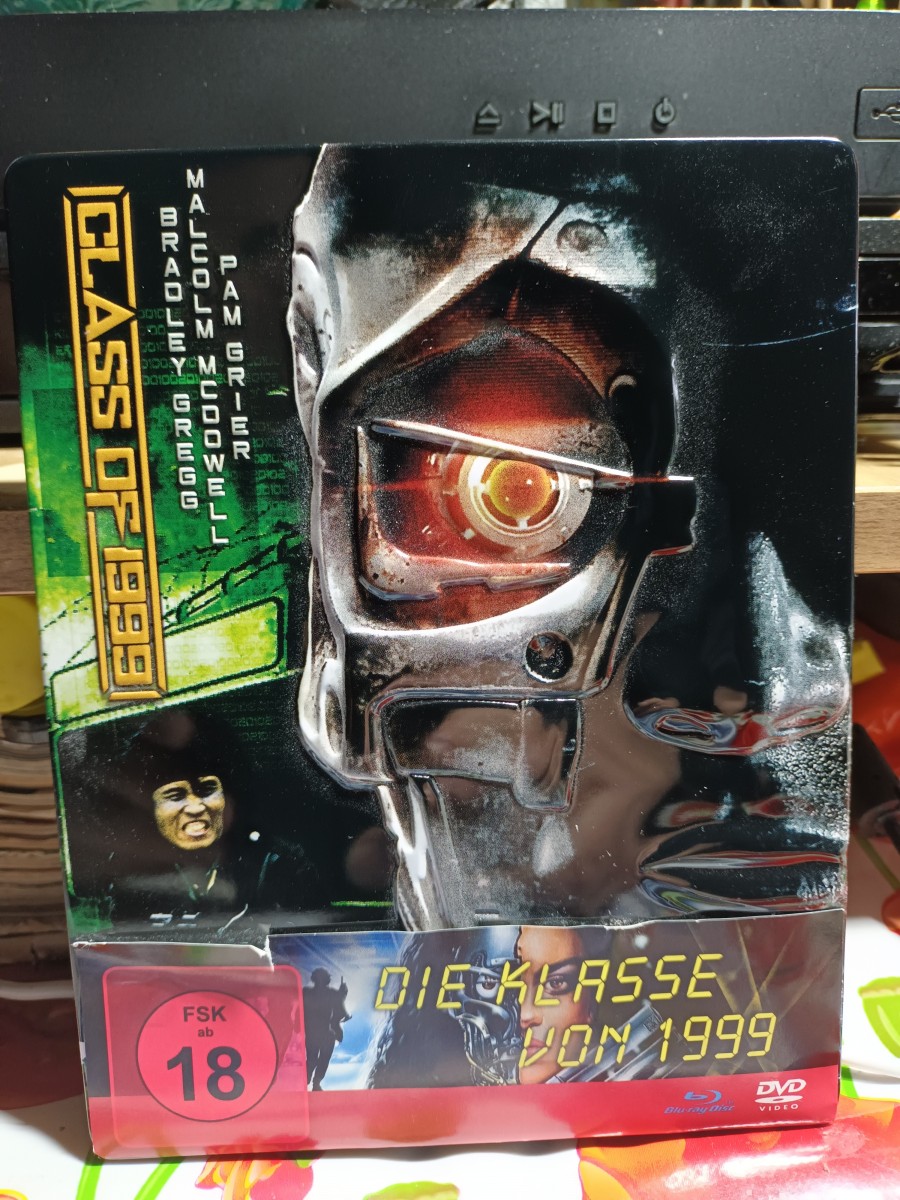 CLASS OF 1999
BRADLEY GREGG
MALCOLM MCDOWELL
PAM GRIER
DIE KLASSE
VON 1999
FSK
ab
18
Blu-ray Disc
DVD
VIDEO